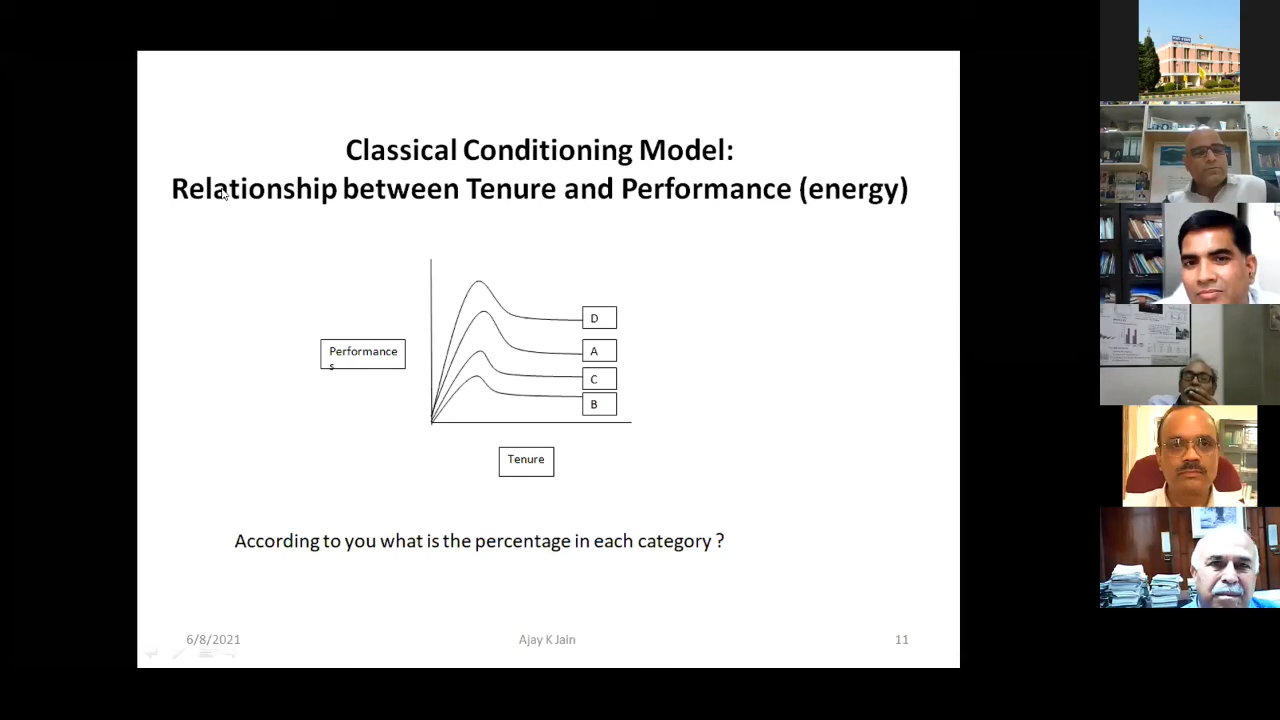 Classical Conditioning Model:
Relationship between Tenure and Performance (energy)
D
Performance
s
A
C
B
Tenure
According to you what is the percentage in each category ?
6/8/2021
Ajay K Jain
11